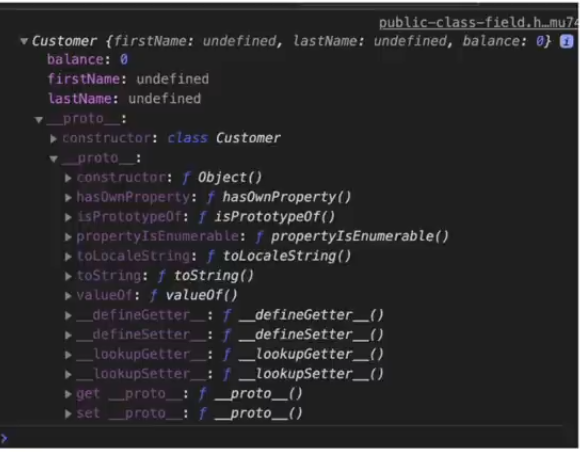 public-class-field.h…mu74
▼Customer {firstName: undefined, lastName: undefined, balance: 0} i
balance: 0
firstName: undefined
lastName: undefined
▼__proto__:
▶constructor: class Customer
▼__proto__:
▶constructor: ƒ Object()
▶hasOwnProperty: ƒ hasOwnProperty()
▶isPrototypeOf: ƒ isPrototypeOf()
▶propertyIsEnumerable: ƒ propertyIsEnumerable()
▶toLocaleString: ƒ toLocaleString()
▶toString: ƒ toString()
▶valueOf: ƒ valueOf()
▶__defineGetter__: ƒ __defineGetter__()
▶__defineSetter__: ƒ __defineSetter__()
▶__lookupGetter__: ƒ __lookupGetter__()
▶__lookupSetter__: ƒ __lookupSetter__()
▶get __proto__: ƒ __proto__()
▶set __proto__: ƒ __proto__()
>